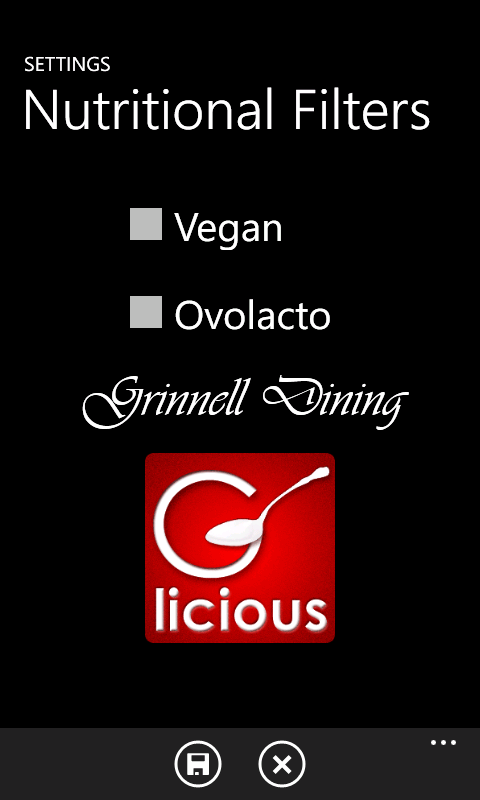 SETTINGS
Nutritional Filters
Vegan
Ovolacto
Grinnell Dining
G
licious